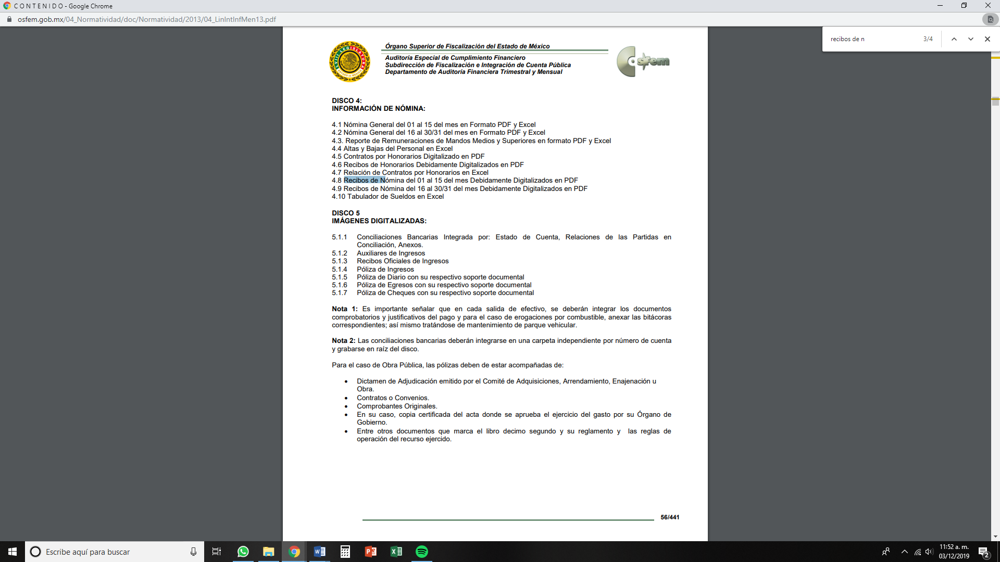 C O N T E N I D O - Google Chrome
osfem.gob.mx/04_Normatividad/doc/Normatividad/2013/04_LinIntInfMen13.pdf
recibos de n 3/4
Órgano Superior de Fiscalización del Estado de México
Auditoría Especial de Cumplimiento Financiero
Subdirección de Fiscalización e Integración de Cuenta Pública
Departamento de Auditoría Financiera Trimestral y Mensual
LVIII LEGISLATURA
ESTADO DE MÉXICO
osfem
DISCO 4:
INFORMACIÓN DE NÓMINA:
4.1 Nómina General del 01 al 15 del mes en Formato PDF y Excel
4.2 Nómina General del 16 al 30/31 del mes en Formato PDF y Excel
4.3. Reporte de Remuneraciones de Mandos Medios y Superiores en formato PDF y Excel
4.4 Altas y Bajas del Personal en Excel
4.5 Contratos por Honorarios Digitalizado en PDF
4.6 Recibos de Honorarios Debidamente Digitalizados en PDF
4.7 Relación de Contratos por Honorarios en Excel
4.8 Recibos de Nómina del 01 al 15 del mes Debidamente Digitalizados en PDF
4.9 Recibos de Nómina del 16 al 30/31 del mes Debidamente Digitalizados en PDF
4.10 Tabulador de Sueldos en Excel
DISCO 5
IMÁGENES DIGITALIZADAS:
5.1.1 Conciliaciones Bancarias Integrada por: Estado de Cuenta, Relaciones de las Partidas en
Conciliación, Anexos.
5.1.2 Auxiliares de Ingresos
5.1.3 Recibos Oficiales de Ingresos
5.1.4 Póliza de Ingresos
5.1.5 Póliza de Diario con su respectivo soporte documental
5.1.6 Póliza de Egresos con su respectivo soporte documental
5.1.7 Póliza de Cheques con su respectivo soporte documental
Nota 1: Es importante señalar que en cada salida de efectivo, se deberán integrar los documentos
comprobatorios y justificativos del pago y para el caso de erogaciones por combustible, anexar las bitácoras
correspondientes; así mismo tratándose de mantenimiento de parque vehicular.
Nota 2: Las conciliaciones bancarias deberán integrarse en una carpeta independiente por número de cuenta
y grabarse en raíz del disco.
Para el caso de Obra Pública, las pólizas deben de estar acompañadas de:
• Dictamen de Adjudicación emitido por el Comité de Adquisiciones, Arrendamiento, Enajenación u
Obra.
• Contratos o Convenios.
• Comprobantes Originales.
• En su caso, copia certificada del acta donde se aprueba el ejercicio del gasto por su Órgano de
Gobierno.
• Entre otros documentos que marca el libro decimo segundo y su reglamento y las reglas de
operación del recurso ejercido.
56/441
Escribe aquí para buscar
11:52 a. m.
03/12/2019
2